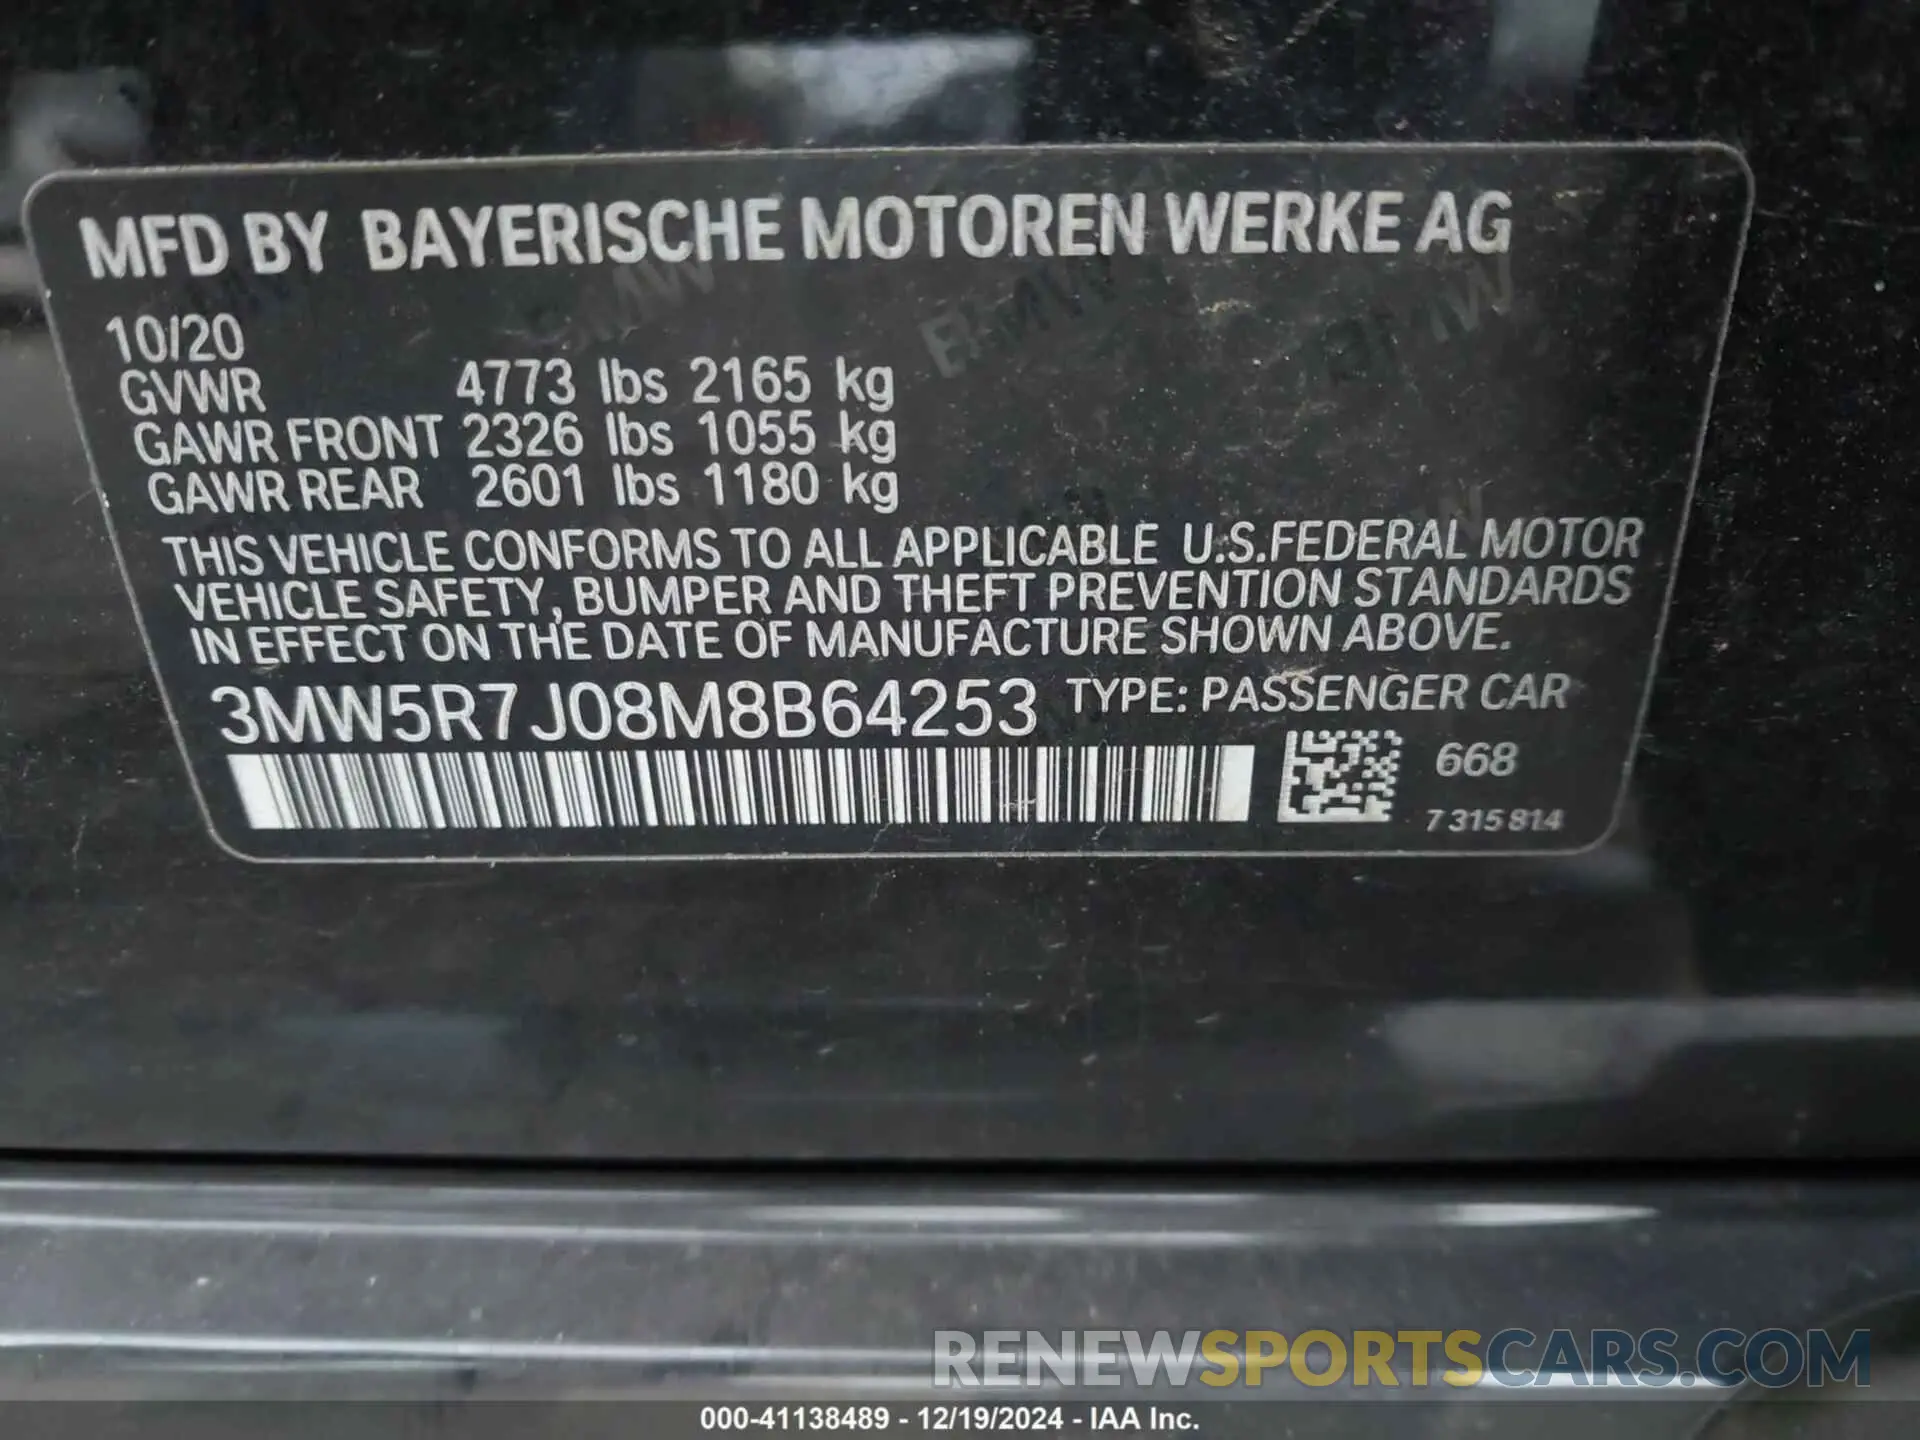 MFD BY BAYERISCHE MOTOREN WERKE AG
10/20
GVWR 4773 lbs 2165 kg
GAWR FRONT 2326 lbs 1055 kg
GAWR REAR 2601 lbs 1180 kg
THIS VEHICLE CONFORMS TO ALL APPLICABLE U.S.FEDERAL MOTOR
VEHICLE SAFETY, BUMPER AND THEFT PREVENTION STANDARDS
IN EFFECT ON THE DATE OF MANUFACTURE SHOWN ABOVE.
3MW5R7J08M8B64253 TYPE: PASSENGER CAR
668
7 315 814
RENEWSPORTSCARS.COM
000-41138489 - 12/19/2024 - IAA Inc.